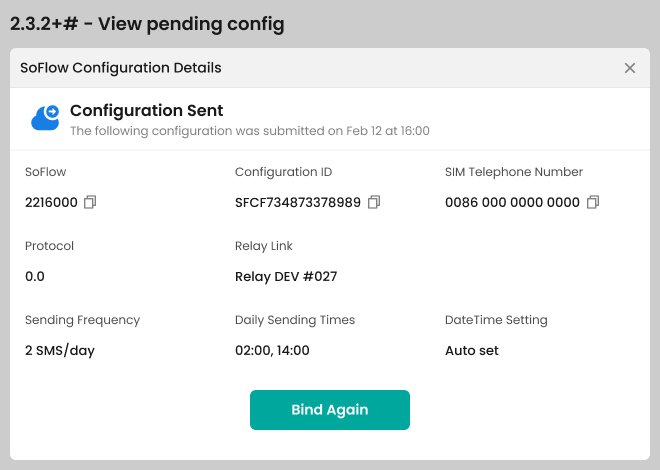 2.3.2+# - View pending config
SoFlow Configuration Details
Configuration Sent
The following configuration was submitted on Feb 12 at 16:00
SoFlow
Configuration ID
SIM Telephone Number
2216000
SFCF734873378989
0086 000 0000 0000
Protocol
Relay Link
0.0
Relay DEV #027
Sending Frequency
Daily Sending Times
DateTime Setting
2 SMS/day
02:00, 14:00
Auto set
Bind Again